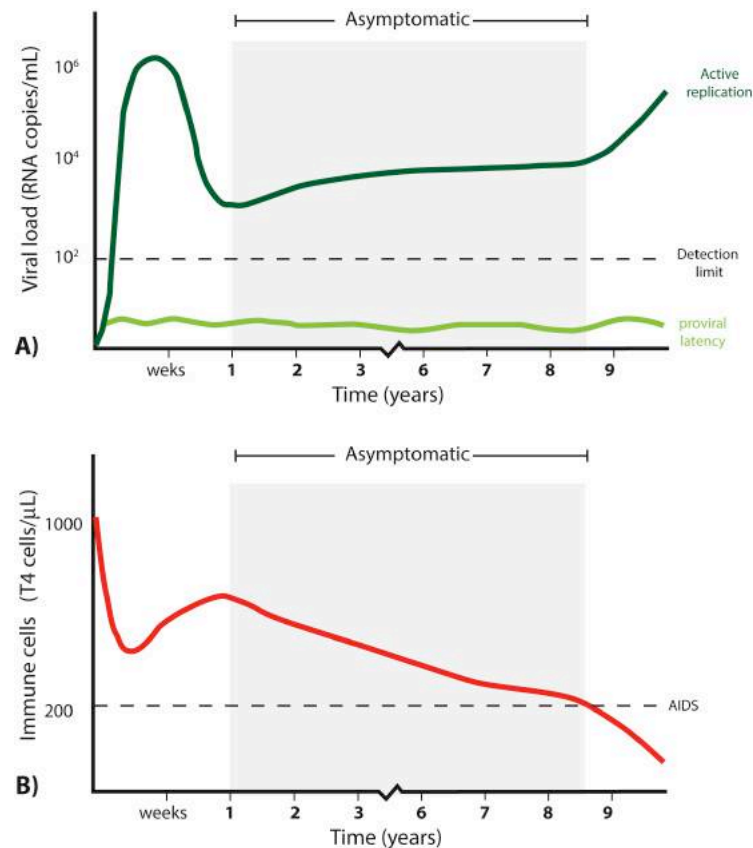 Asymptomatic
Viral load (RNA copies/mL)
10⁶
10⁴
10²
Active
replication
Detection
limit
proviral
latency
A)
weks 1 2 3 6 7 8 9
Time (years)
Asymptomatic
Immune cells (T4 cells/μL)
1000
200
AIDS
B)
weeks 1 2 3 6 7 8 9
Time (years)